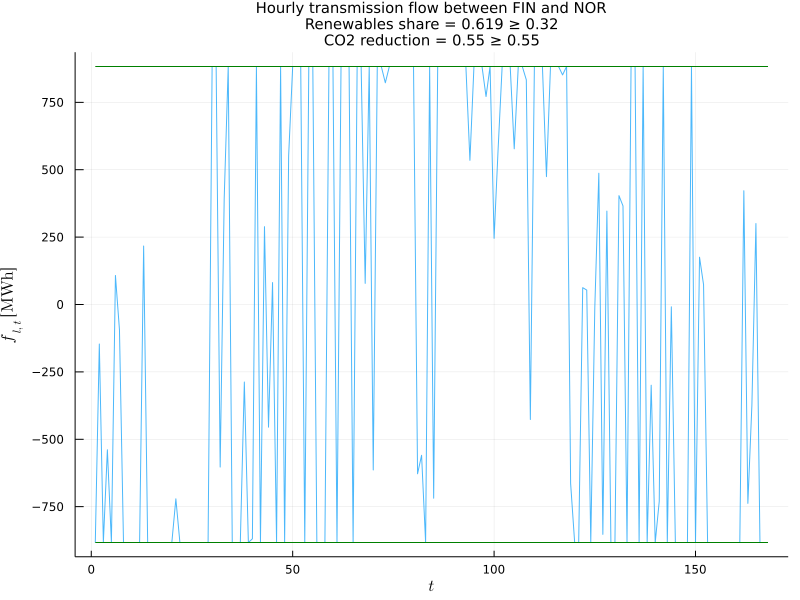 Hourly transmission flow between FIN and NOR
Renewables share = 0.619 ≥ 0.32
CO2 reduction = 0.55 ≥ 0.55
750
500
250
0
−250
−500
−750
f l,t [MWh]
0
50
100
150
t